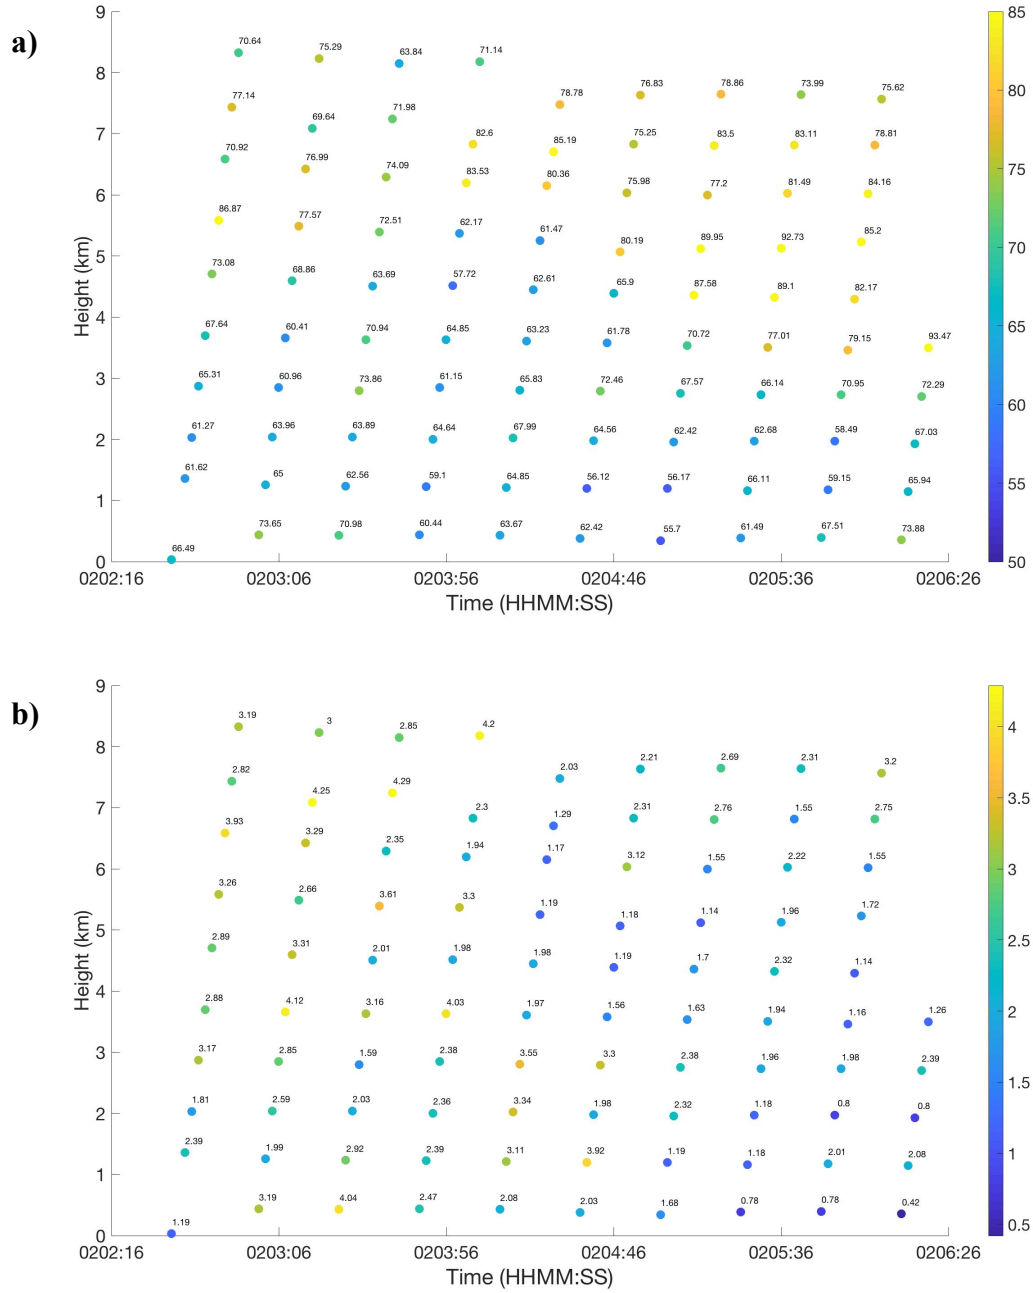 a)
9
85
70.64 75.29 63.84 71.14
8
80
77.14 78.78 76.83 78.86 73.99 75.62
69.64 71.98
7
70.92 82.6 85.19 75.25 83.5 83.11 78.81
75
76.99 74.09 83.53 80.36 75.98 77.2 81.49 84.16
6
86.87 77.57 72.51 62.17 61.47 80.19 89.95 92.73 85.2
5
70
73.08 68.86 63.69 57.72 62.61 65.9 87.58 89.1 82.17
Height (km)
4
67.64 60.41 70.94 64.85 63.23 61.78 70.72 77.01 79.15 93.47
65
3
65.31 60.96 73.86 61.15 65.83 72.46 67.57 66.14 70.95 72.29
60
2
61.27 63.96 63.89 64.64 67.99 64.56 62.42 62.68 58.49 67.03
61.62 65 62.56 59.1 64.85 56.12 56.17 66.11 59.15 65.94
1
55
66.49 73.65 70.98 60.44 63.67 62.42 55.7 61.49 67.51 73.88
0
50
0202:16 0203:06 0203:56 0204:46 0205:36 0206:26
Time (HHMM:SS)
b)
9
3.19 3 2.85 4.2
4
8
2.82 2.03 2.21 2.69 2.31 3.2
4.25 4.29
7
3.5
3.93 3.29 2.35 2.3 1.29 2.31 2.76 1.55 2.75
1.94 1.17 3.12 1.55 2.22 1.55
6
3
3.26 2.66 3.61 3.3 1.19 1.18 1.14 1.96 1.72
5
2.5
2.89 3.31 2.01 1.98 1.98 1.19 1.7 2.32 1.14
Height (km)
4
2.88 4.12 3.16 4.03 1.97 1.56 1.63 1.94 1.16 1.26
2
3
3.17 2.85 1.59 2.38 3.55 3.3 2.38 1.96 1.98 2.39
1.5
2
1.81 2.59 2.03 2.36 3.34 1.98 2.32 1.18 0.8 0.8
2.39 1.99 2.92 2.39 3.11 3.92 1.19 1.18 2.01 2.08
1
1
1.19 3.19 4.04 2.47 2.08 2.03 1.68 0.78 0.78 0.42
0.5
0
0202:16 0203:06 0203:56 0204:46 0205:36 0206:26
Time (HHMM:SS)